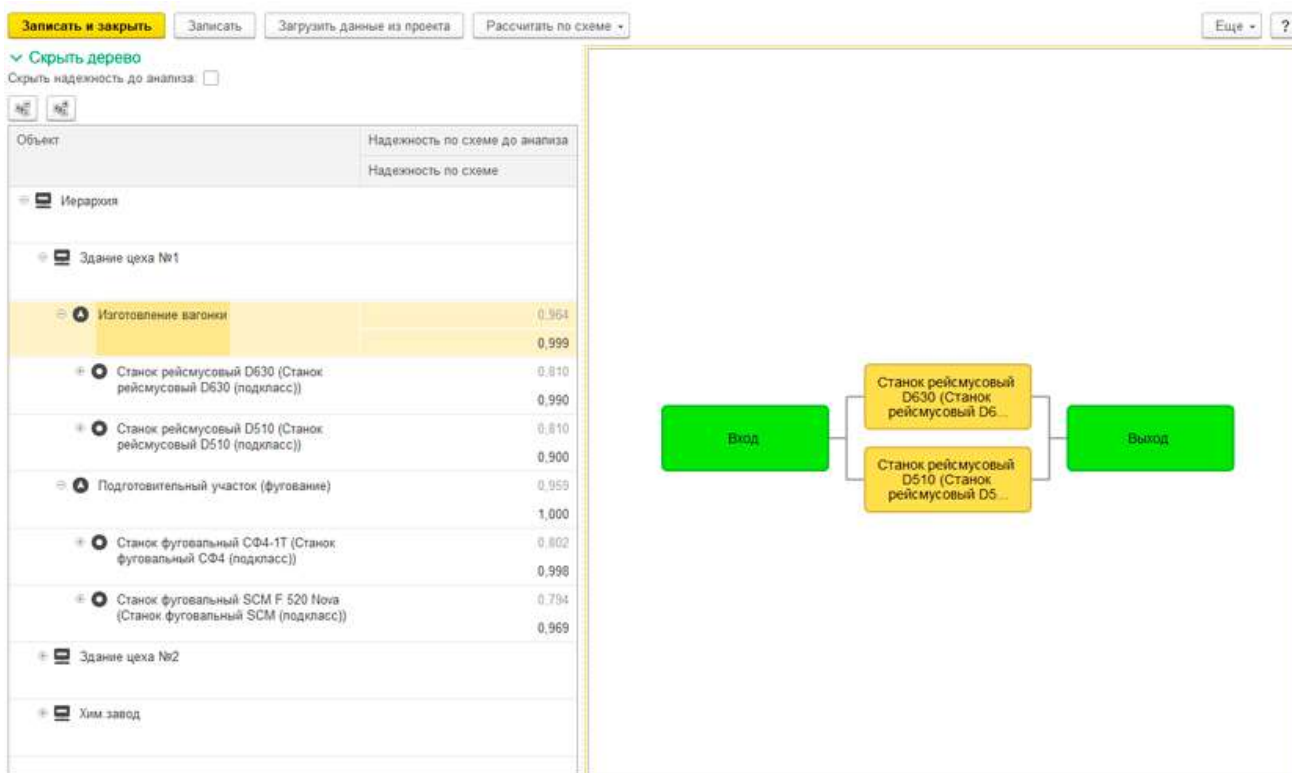 Записать и закрыть
Записать
Загрузить данные из проекта
Рассчитать по схеме
Еще
?
Скрыть дерево
Скрыть надежность до анализа:
Объект
Надежность по схеме до анализа
Надежность по схеме
Иерархия
Здание цеха №1
Изготовление вагонки
0,964
0,999
Станок рейсмусовый D630 (Станок
рейсмусовый D630 (подкласс))
0,810
0,990
Станок рейсмусовый D510 (Станок
рейсмусовый D510 (подкласс))
0,810
0,900
Подготовительный участок (фугование)
0,959
1,000
Станок фуговальный СФ4-1Т (Станок
фуговальный СФ4 (подкласс))
0,802
0,998
Станок фуговальный SCM F 520 Nova
(Станок фуговальный SCM (подкласс))
0,794
0,969
Здание цеха №2
Хим.завод
Вход
Станок рейсмусовый
D630 (Станок
рейсмусовый D6...
Станок рейсмусовый
D510 (Станок
рейсмусовый D5...
Выход